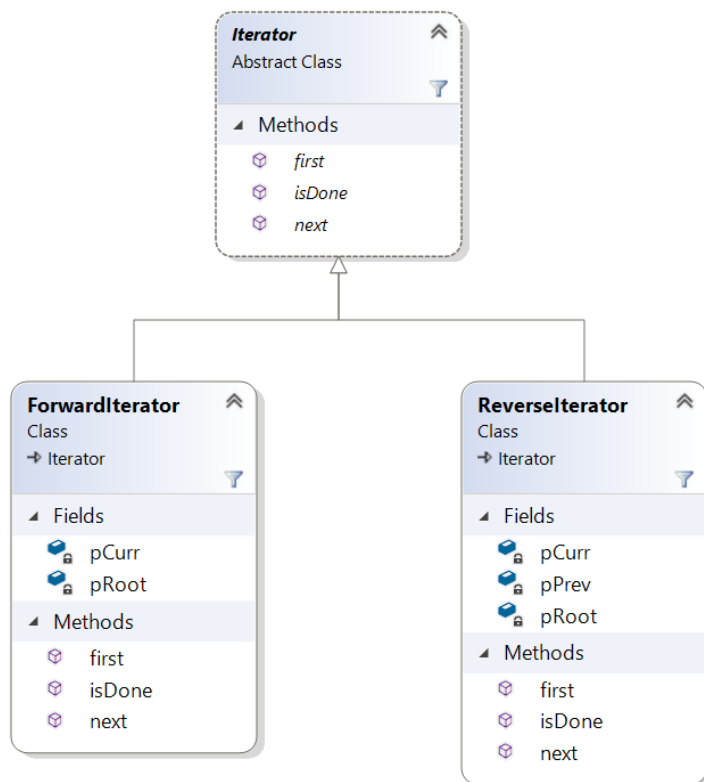 Iterator
Abstract Class
Methods
first
isDone
next
ForwardIterator
Class
Iterator
Fields
pCurr
pRoot
Methods
first
isDone
next
ReverseIterator
Class
Iterator
Fields
pCurr
pPrev
pRoot
Methods
first
isDone
next